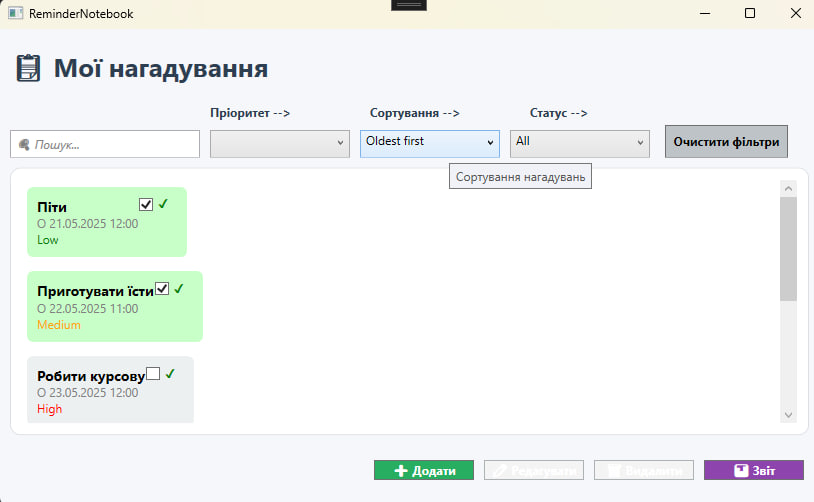 ReminderNotebook
Мої нагадування
Пріоритет --> Сортування --> Статус -->
Пошук... Oldest first All Очистити фільтри
Сортування нагадувань
Піти
О 21.05.2025 12:00
Low
Приготувати їсти
О 22.05.2025 11:00
Medium
Робити курсову
О 23.05.2025 12:00
High
Додати Редагувати Видалити Звіт